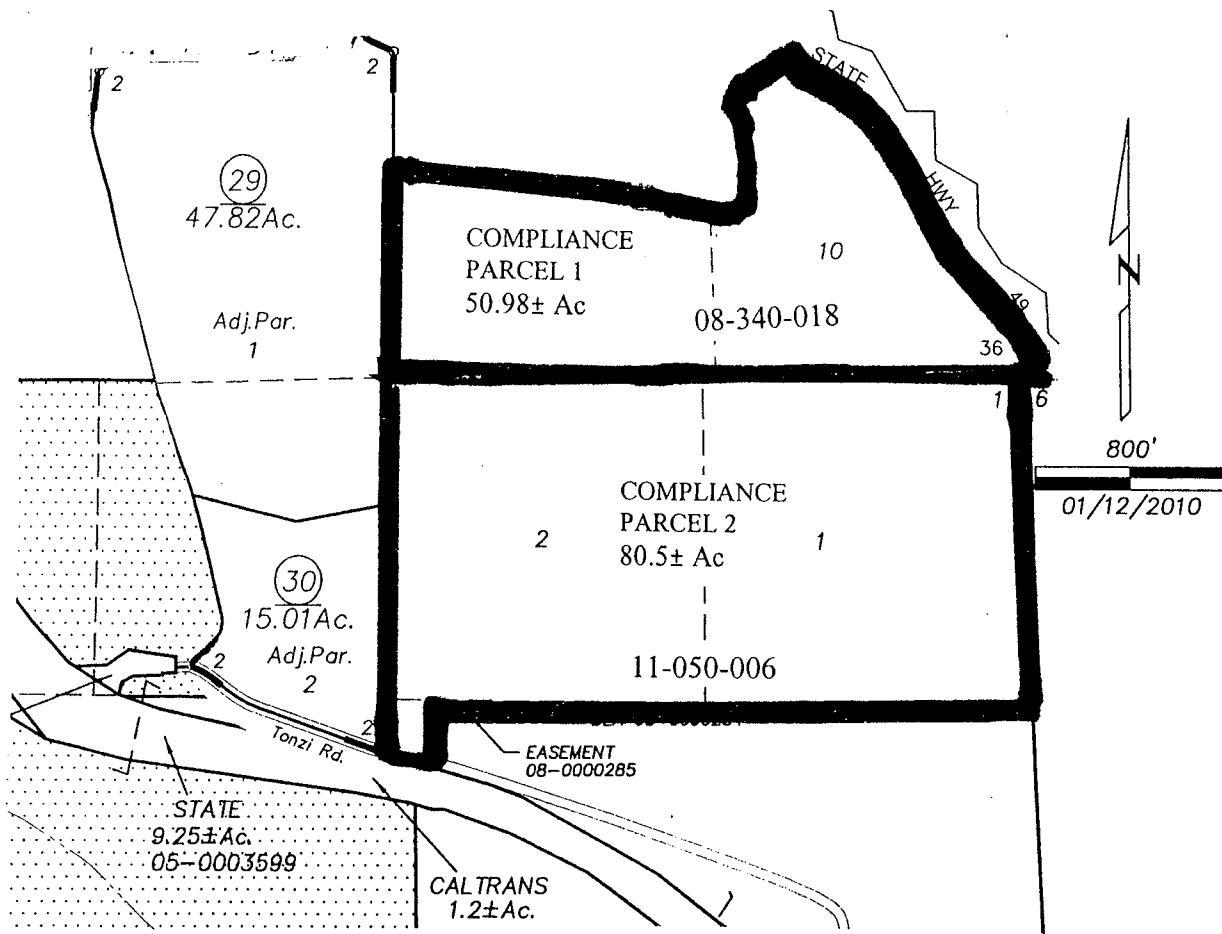 2
2
STATE
HWY
49
29
47.82Ac.
Adj.Par.
1
COMPLIANCE
PARCEL 1
50.98± Ac
10
08-340-018
36
1
6
N
800'
01/12/2010
COMPLIANCE
PARCEL 2
80.5± Ac
2
1
11-050-006
30
15.01Ac.
Adj.Par.
2
2
2
Tonzi Rd.
EASEMENT
08-0000285
STATE
9.25±Ac.
05-0003599
CALTRANS
1.2±Ac.